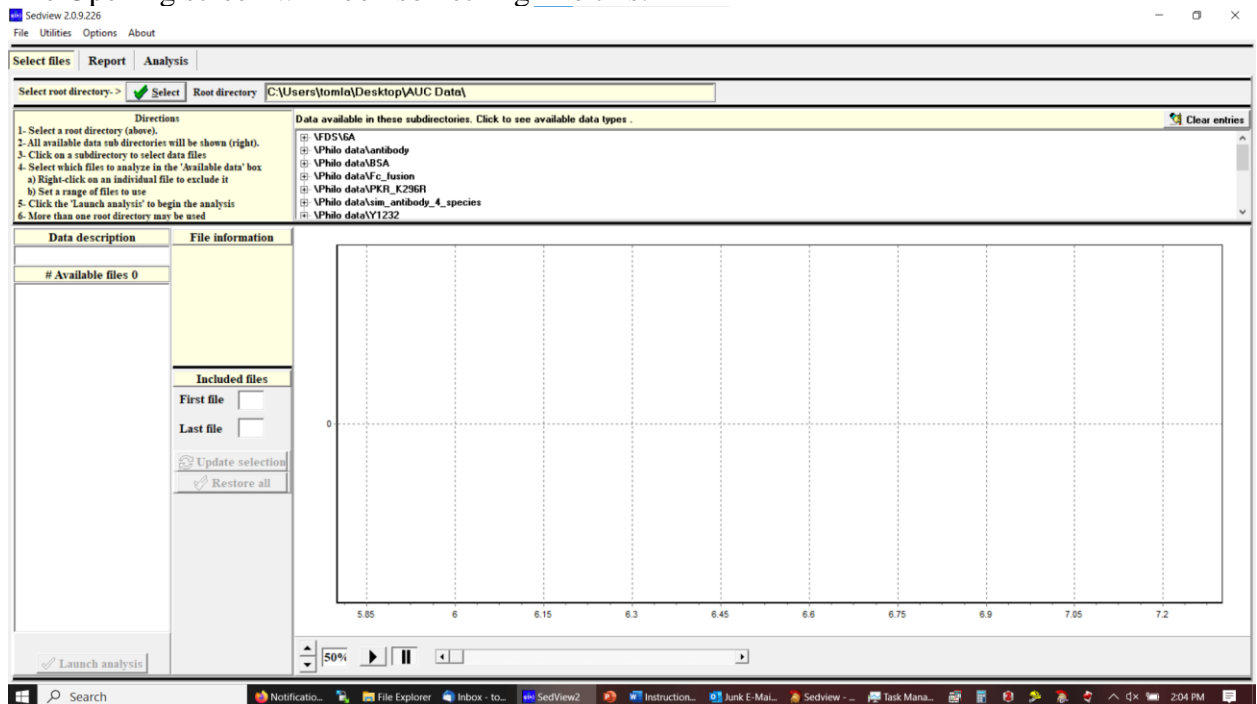 Sedview 2.0.9.226
File Utilities Options About
Select files Report Analysis
Select root directory-> Select Root directory C:\Users\tomla\Desktop\AUC Data\
Directions
1- Select a root directory (above).
2- All available data sub directories will be shown (right).
3- Click on a subdirectory to select data files
4- Select which files to analyze in the 'Available data' box
a) Right-click on an individual file to exclude it
b) Set a range of files to use
5- Click the 'Launch analysis' to begin the analysis
6- More than one root directory may be used
Data available in these subdirectories. Click to see available data types .
Clear entries
\FDS\6A
\Philo data\antibody
\Philo data\BSA
\Philo data\Fc_fusion
\Philo data\PKR_K296R
\Philo data\sim_antibody_4_species
\Philo data\Y1232
Data description
# Available files 0
File information
Included files
First file
Last file
Update selection
Restore all
Launch analysis
0
5.85 6 6.15 6.3 6.45 6.6 6.75 6.9 7.05 7.2
50%
Search
Notificatio... File Explorer Inbox - to... SedView2 Instruction... Junk E-Mai... Sedview - ... Task Mana... 2:04 PM